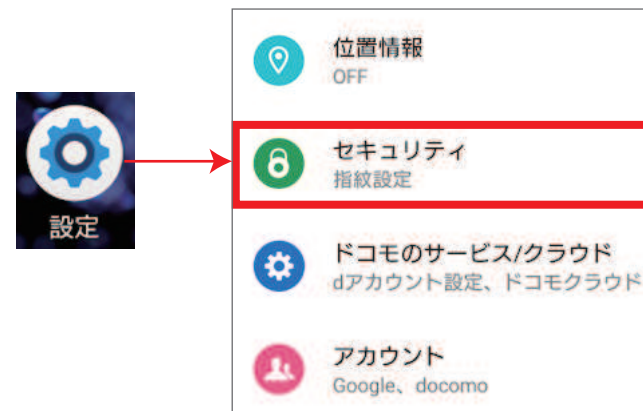 設定
位置情報
OFF
セキュリティ
指紋設定
ドコモのサービス/クラウド
dアカウント設定、ドコモクラウド
アカウント
Google、docomo